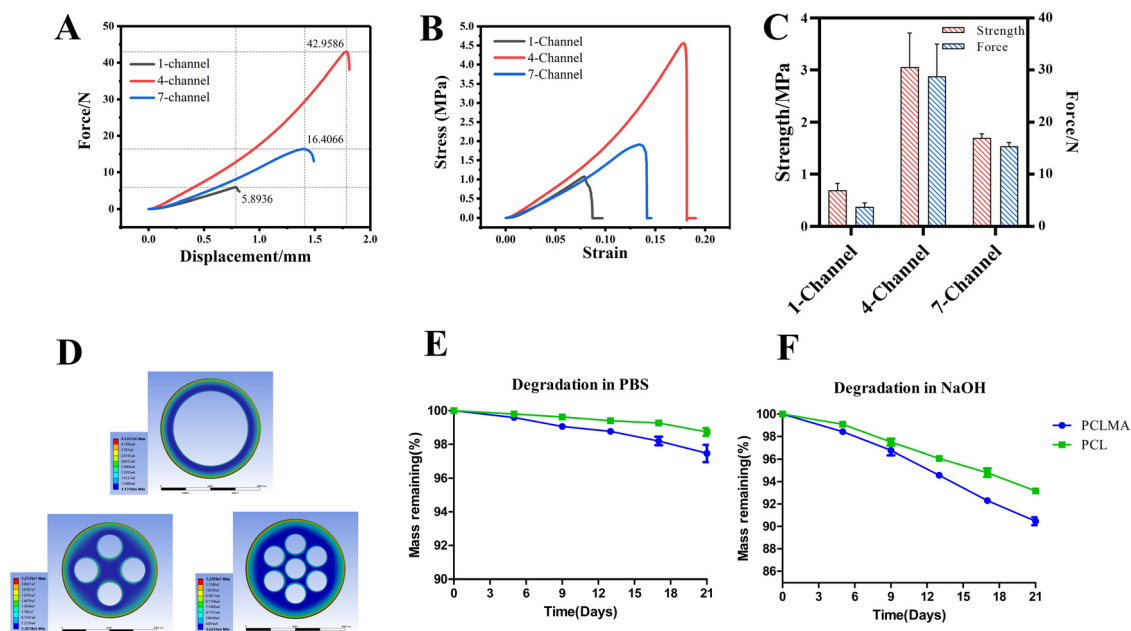 A
50
40
30
20
10
0
Force/N
42.9586
16.4066
5.8936
1-channel
4-channel
7-channel
0.0 0.5 1.0 1.5 2.0
Displacement/mm
B
5.0
4.5
4.0
3.5
3.0
2.5
2.0
1.5
1.0
0.5
0.0
Stress (MPa)
1-Channel
4-Channel
7-Channel
0.00 0.05 0.10 0.15 0.20
Strain
C
4
3
2
1
0
Strength/MPa
Strength
Force
40
30
20
10
0
Force/N
1-Channel
4-Channel
7-Channel
D
E
Degradation in PBS
100
98
96
94
92
90
Mass remaining(%)
0 3 6 9 12 15 18 21
Time(Days)
F
Degradation in NaOH
100
98
96
94
92
90
88
86
Mass remaining(%)
0 3 6 9 12 15 18 21
Time(Days)
PCLMA
PCL